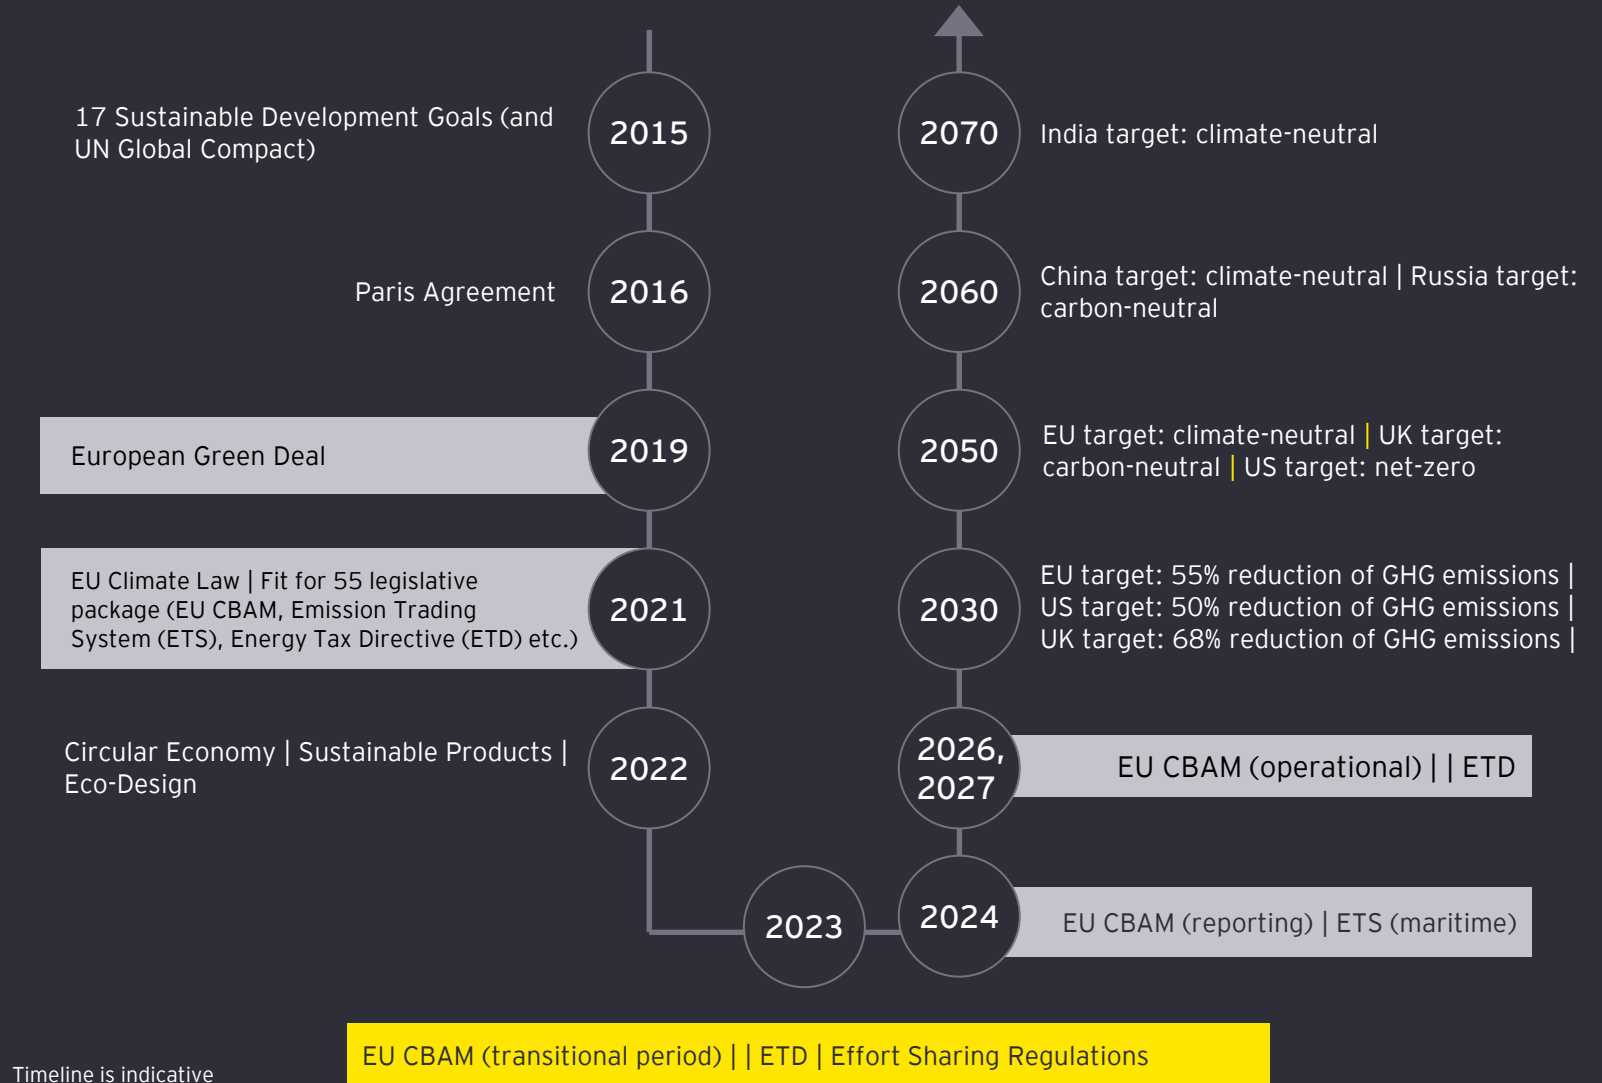 17 Sustainable Development Goals (and
UN Global Compact)
2015
Paris Agreement
2016
European Green Deal
2019
EU Climate Law | Fit for 55 legislative
package (EU CBAM, Emission Trading
System (ETS), Energy Tax Directive (ETD) etc.)
2021
Circular Economy | Sustainable Products |
Eco-Design
2022
2023
EU CBAM (transitional period) | | ETD | Effort Sharing Regulations
2024
EU CBAM (reporting) | ETS (maritime)
2026,
2027
EU CBAM (operational) | | ETD
2030
EU target: 55% reduction of GHG emissions |
US target: 50% reduction of GHG emissions |
UK target: 68% reduction of GHG emissions |
2050
EU target: climate-neutral | UK target:
carbon-neutral | US target: net-zero
2060
China target: climate-neutral | Russia target:
carbon-neutral
2070
India target: climate-neutral
Timeline is indicative